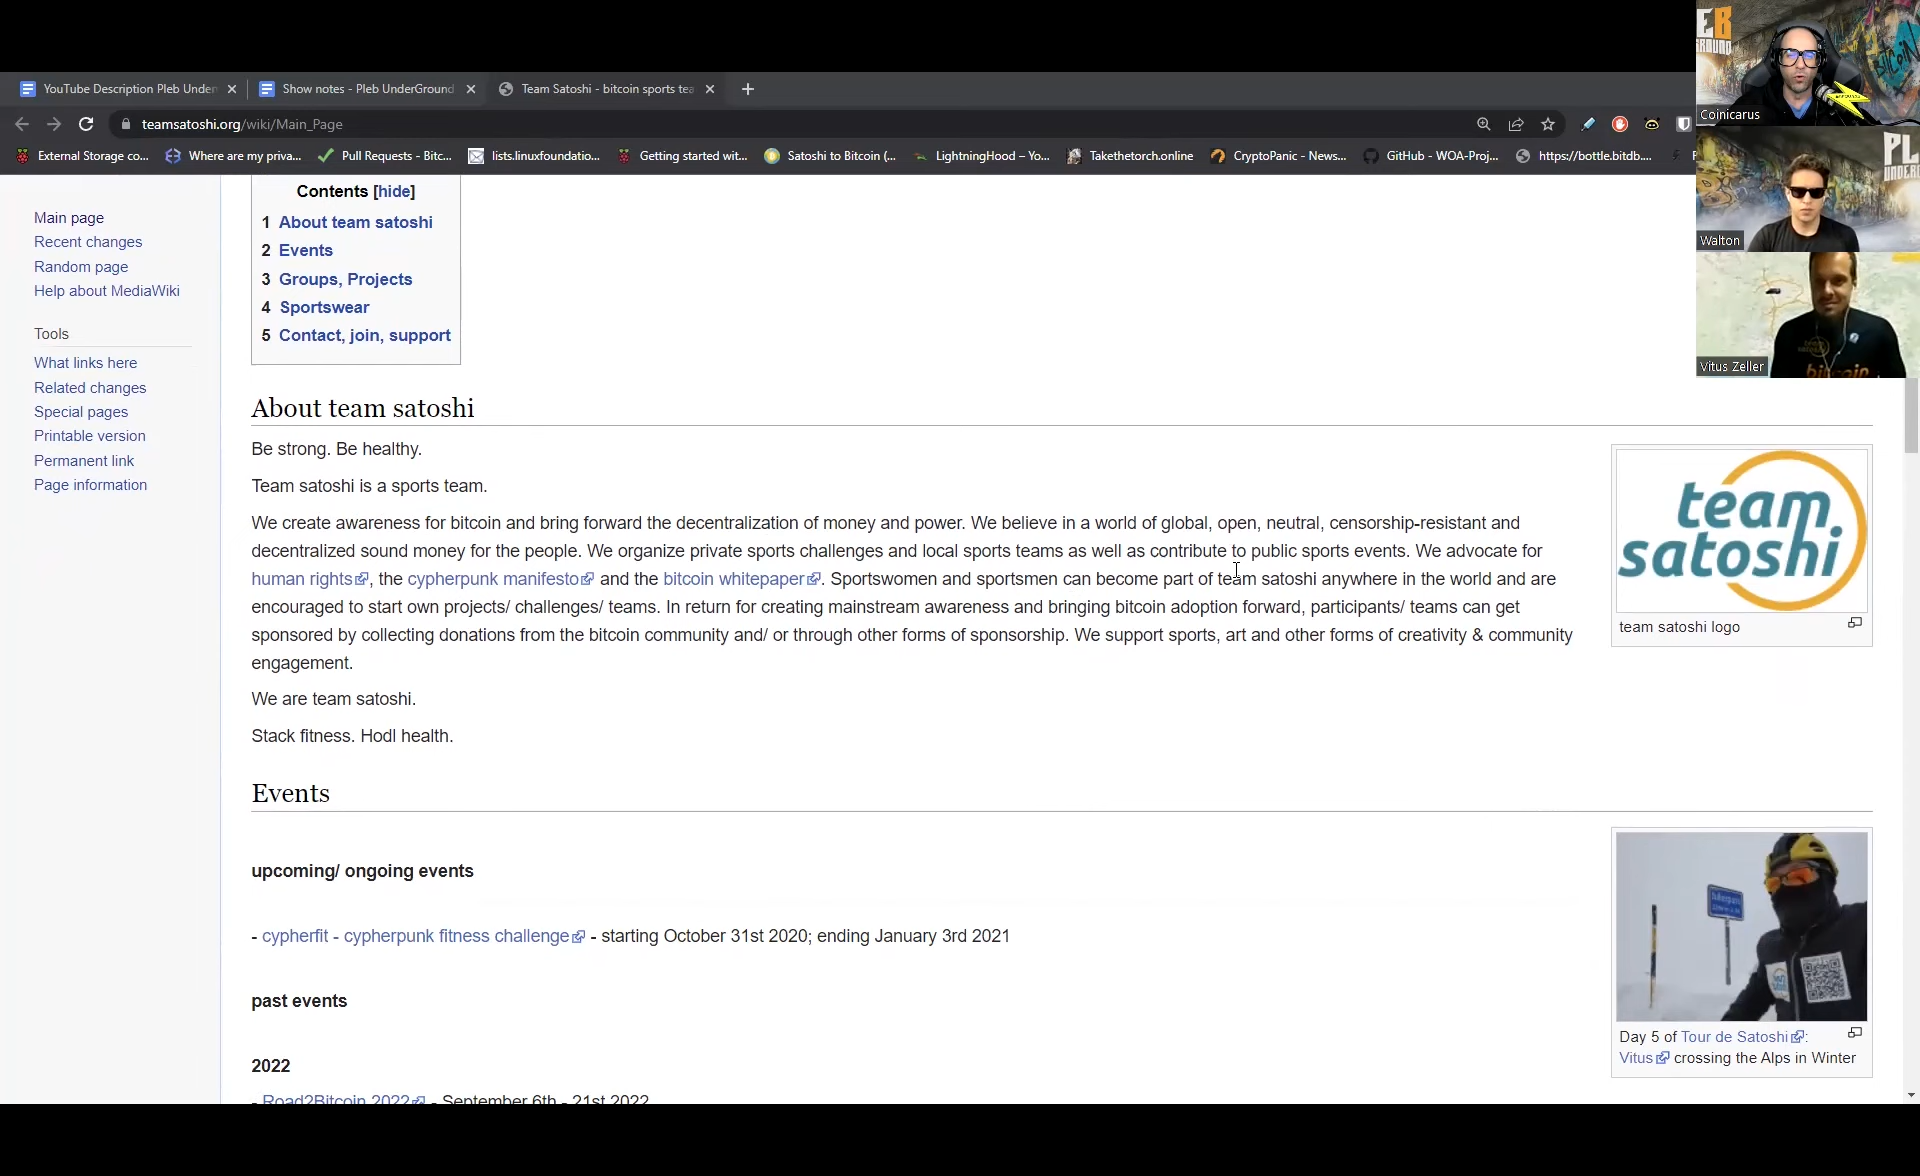 YouTube Description Pleb Under
Show notes - Pleb UnderGround
Team Satoshi - bitcoin sports tea
teamsatoshi.org/wiki/Main_Page
External Storage co...
Where are my priva...
Pull Requests - Bitc...
lists.linuxfoundatio...
Getting started wit...
Satoshi to Bitcoin (...
LightningHood – Yo...
Takethetorch.online
CryptoPanic - News...
GitHub - WOA-Proj...
https://bottle.bitdb....
Coinicarus
Walton
Vitus Zeller
Main page
Recent changes
Random page
Help about MediaWiki
Tools
What links here
Related changes
Special pages
Printable version
Permanent link
Page information
Contents [hide]
1 About team satoshi
2 Events
3 Groups, Projects
4 Sportswear
5 Contact, join, support
About team satoshi
Be strong. Be healthy.
Team satoshi is a sports team.
We create awareness for bitcoin and bring forward the decentralization of money and power. We believe in a world of global, open, neutral, censorship-resistant and
decentralized sound money for the people. We organize private sports challenges and local sports teams as well as contribute to public sports events. We advocate for
human rights, the cypherpunk manifesto and the bitcoin whitepaper. Sportswomen and sportsmen can become part of team satoshi anywhere in the world and are
encouraged to start own projects/ challenges/ teams. In return for creating mainstream awareness and bringing bitcoin adoption forward, participants/ teams can get
sponsored by collecting donations from the bitcoin community and/ or through other forms of sponsorship. We support sports, art and other forms of creativity & community
engagement.
We are team satoshi.
Stack fitness. Hodl health.
team
satoshi
team satoshi logo
Events
upcoming/ ongoing events
- cypherfit - cypherpunk fitness challenge - starting October 31st 2020; ending January 3rd 2021
past events
2022
- Road2Bitcoin 2022 - September 6th - 21st 2022
Day 5 of Tour de Satoshi:
Vitus crossing the Alps in Winter